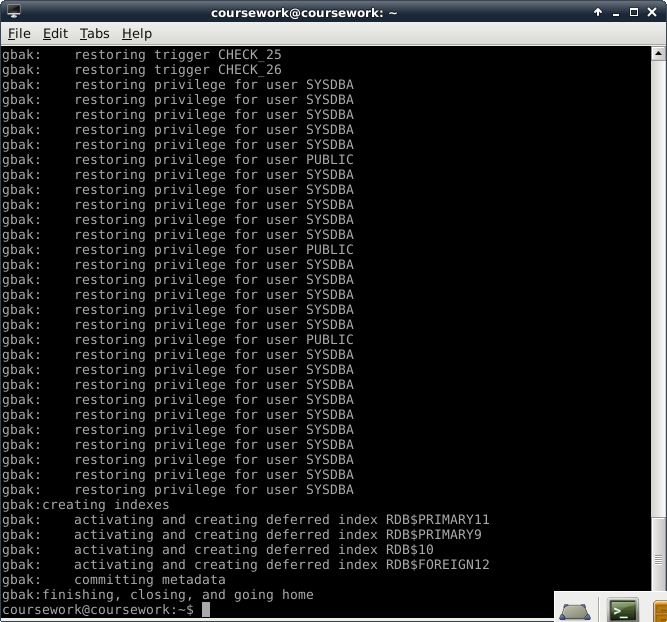 coursework@coursework: ~
File Edit Tabs Help
gbak:    restoring trigger CHECK_25
gbak:    restoring trigger CHECK_26
gbak:    restoring privilege for user SYSDBA
gbak:    restoring privilege for user SYSDBA
gbak:    restoring privilege for user SYSDBA
gbak:    restoring privilege for user SYSDBA
gbak:    restoring privilege for user SYSDBA
gbak:    restoring privilege for user PUBLIC
gbak:    restoring privilege for user SYSDBA
gbak:    restoring privilege for user SYSDBA
gbak:    restoring privilege for user SYSDBA
gbak:    restoring privilege for user SYSDBA
gbak:    restoring privilege for user SYSDBA
gbak:    restoring privilege for user PUBLIC
gbak:    restoring privilege for user SYSDBA
gbak:    restoring privilege for user SYSDBA
gbak:    restoring privilege for user SYSDBA
gbak:    restoring privilege for user SYSDBA
gbak:    restoring privilege for user SYSDBA
gbak:    restoring privilege for user PUBLIC
gbak:    restoring privilege for user SYSDBA
gbak:    restoring privilege for user SYSDBA
gbak:    restoring privilege for user SYSDBA
gbak:    restoring privilege for user SYSDBA
gbak:    restoring privilege for user SYSDBA
gbak:    restoring privilege for user SYSDBA
gbak:    restoring privilege for user SYSDBA
gbak:    restoring privilege for user SYSDBA
gbak:    restoring privilege for user SYSDBA
gbak:    restoring privilege for user SYSDBA
gbak:creating indexes
gbak:    activating and creating deferred index RDB$PRIMARY11
gbak:    activating and creating deferred index RDB$PRIMARY9
gbak:    activating and creating deferred index RDB$10
gbak:    activating and creating deferred index RDB$FOREIGN12
gbak:    committing metadata
gbak:finishing, closing, and going home
coursework@coursework:~$